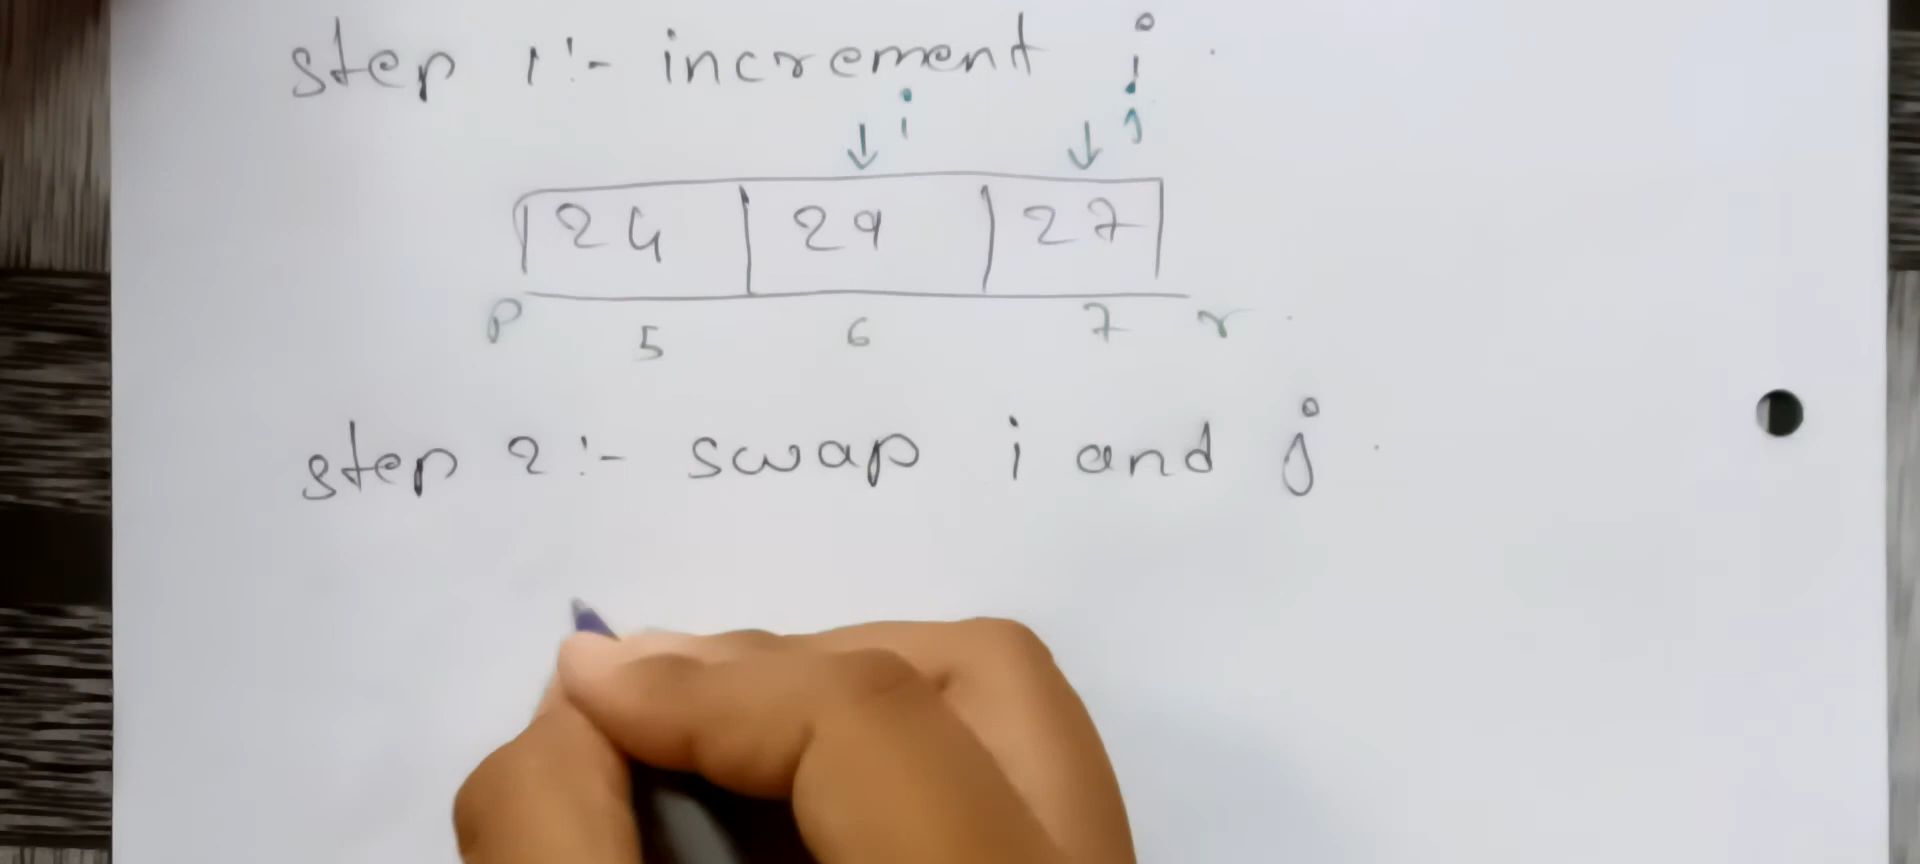 step 1:- increment j.
i j
24 29 27
p 5 6 7 r.
step 2:- swap i and j.